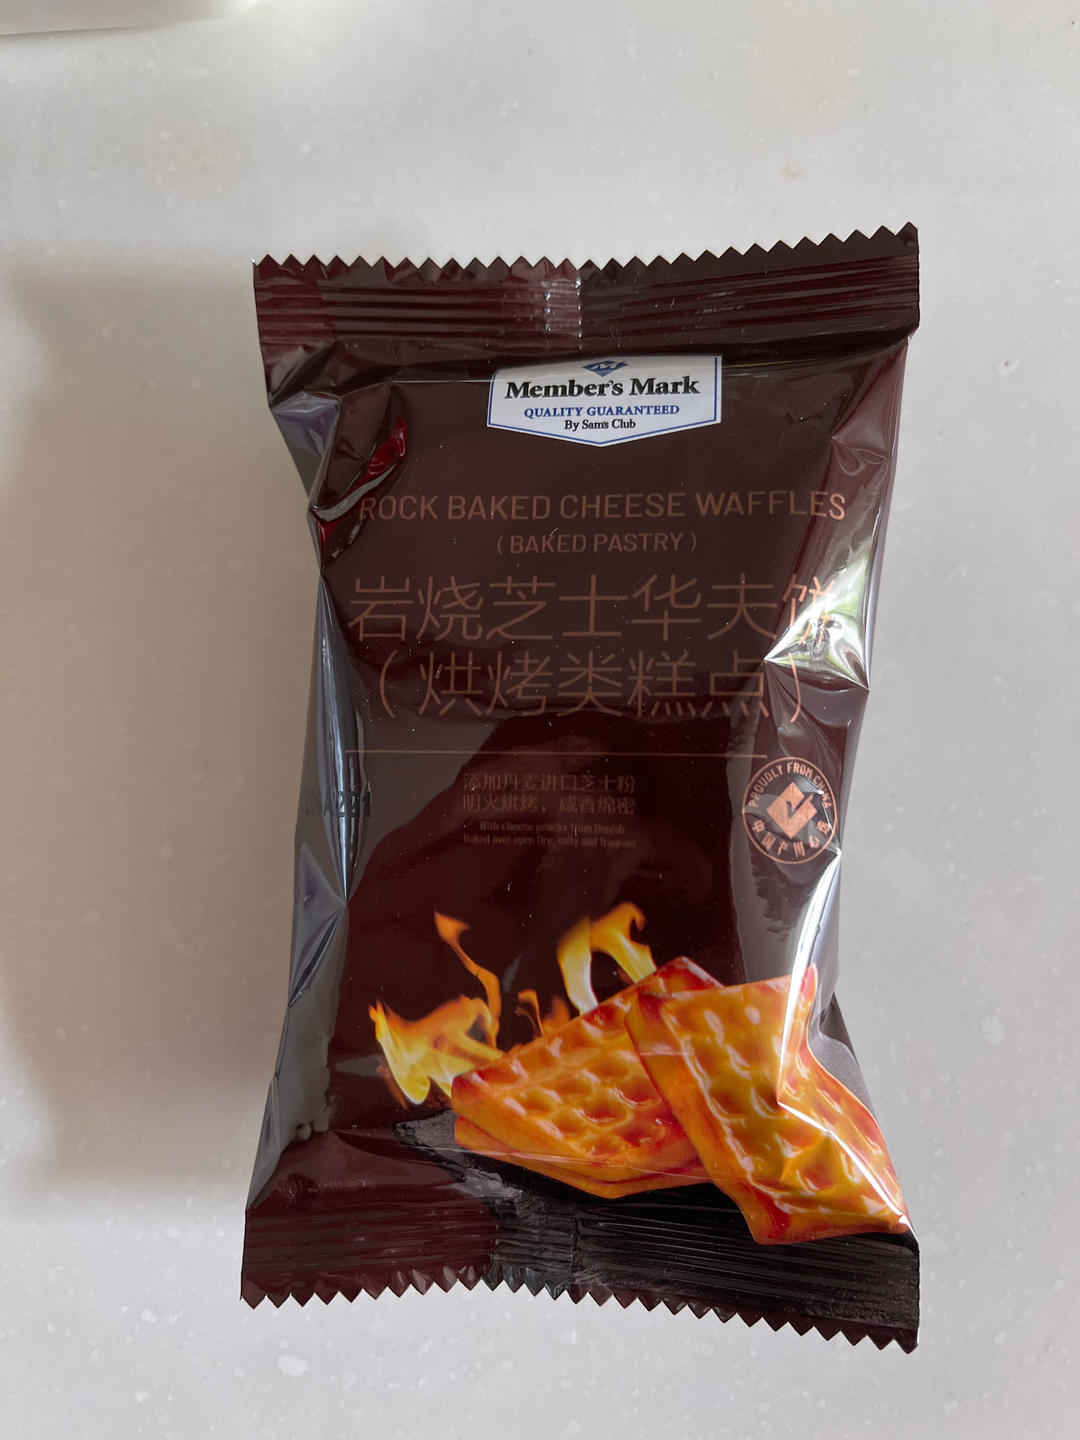 Member's Mark
QUALITY GUARANTEED
By Sam's Club
ROCK BAKED CHEESE WAFFLES
( BAKED PASTRY )
岩烧芝士华夫饼
（烘烤类糕点）
添加丹麦进口芝士粉
明火烘烤，咸香绵密
With cheese powder from Danish
Baked over open fire, salty and fragrant
PROUDLY FROM CHINA
中国产 用心造